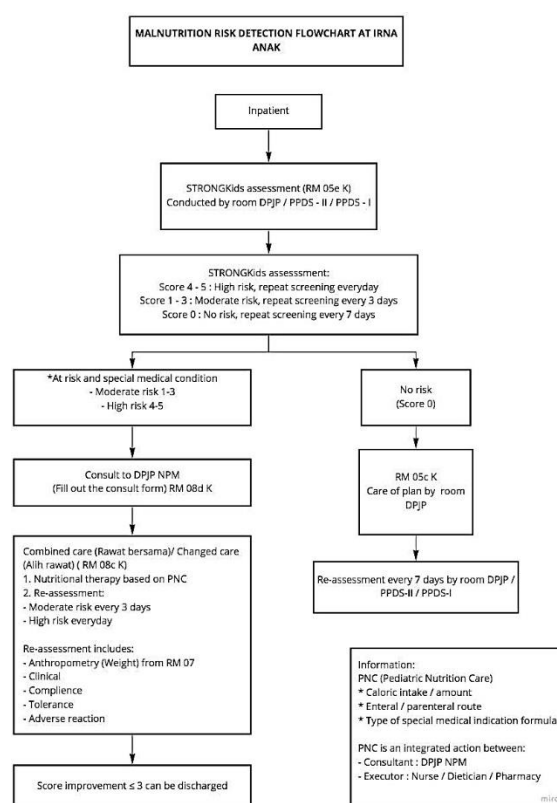 MALNUTRITION RISK DETECTION FLOWCHART AT IRNA
ANAK
Inpatient
STRONGKids assessment (RM 05e K)
Conducted by room DPJP / PPDS - II / PPDS - I
STRONGKids assesssment:
Score 4 - 5 : High risk, repeat screening everyday
Score 1 - 3 : Moderate risk, repeat screening every 3 days
Score 0 : No risk, repeat screening every 7 days
*At risk and special medical condition
- Moderate risk 1-3
- High risk 4-5
No risk
(Score 0)
Consult to DPJP NPM
(Fill out the consult form) RM 08d K
RM 05c K
Care of plan by room
DPJP
Combined care (Rawat bersama)/ Changed care
(Alih rawat) ( RM 08c K)
1. Nutritional therapy based on PNC
2. Re-assessment:
- Moderate risk every 3 days
- High risk everyday
Re-assessment includes:
- Anthropometry (Weight) from RM 07
- Clinical
- Complience
- Tolerance
- Adverse reaction
Re-assessment every 7 days by room DPJP /
PPDS-II / PPDS-I
Score improvement ≤ 3 can be discharged
Information:
PNC (Pediatric Nutrition Care)
* Caloric intake / amount
* Enteral / parenteral route
* Type of special medical indication formula
PNC is an integrated action between:
- Consultant : DPJP NPM
- Executor : Nurse / Dietician / Pharmacy
miro